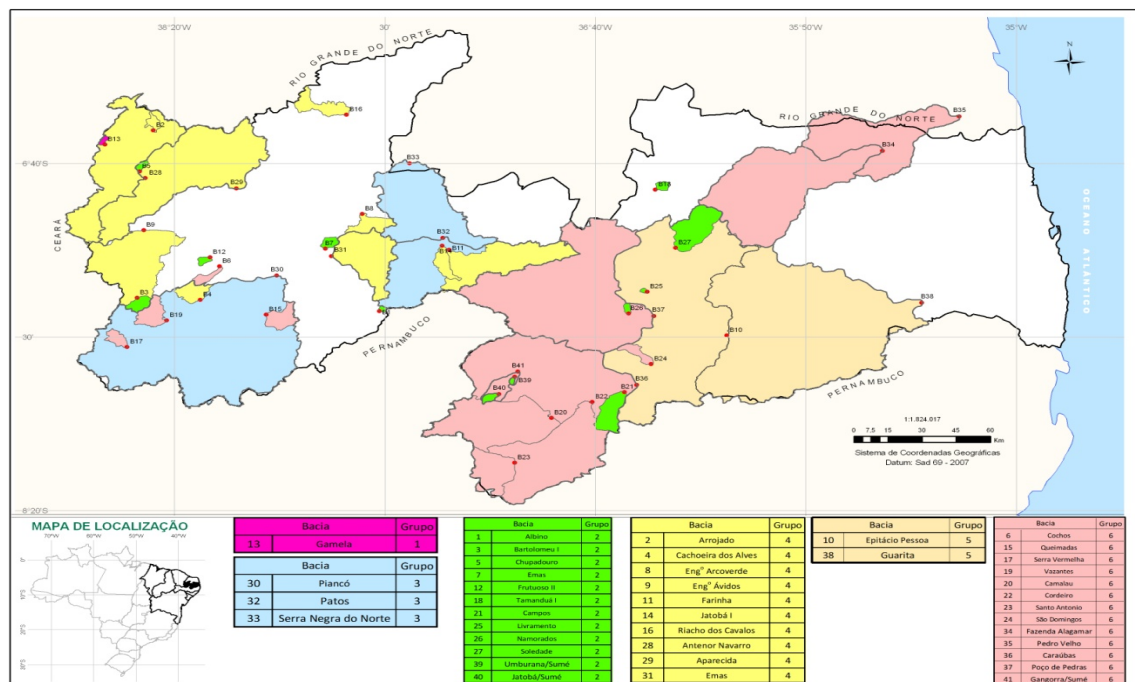 38°20'W
30'
36°40'W
35°50'W
35°W
RIO GRANDE DO NORTE
N
B16
B2
B13
B35
RIO GRANDE DO NORTE
B34
6°40'S
B5
B28
B33
B29
B18
B8
B9
B32
B11
B7
B31
B27
CEARÁ
OCEANO ATLÂNTICO
B12
B6
B30
B3
B4
B25
B38
B19
B15
B26
B37
30'
B17
PERNAMBUCO
B10
B24
B41
B39
B40
B36
B21
B22
B20
PERNAMBUCO
B23
1:1.824.017
0 7,5 15 30 45 60
Km
Sistema de Coordenadas Geográficas
Datum: Sad 69 - 2007
MAPA DE LOCALIZAÇÃO
70°W 60°W 50°W 40°W
0°
10°S
20°S
30°S
Bacia Grupo
13 Gamela 1
Bacia Grupo
30 Piancó 3
32 Patos 3
33 Serra Negra do Norte 3
Bacia Grupo
1 Albino 2
3 Bartolomeu I 2
5 Chupadouro 2
7 Emas 2
12 Frutuoso II 2
18 Tamanduá I 2
21 Campos 2
25 Livramento 2
26 Namorados 2
27 Soledade 2
39 Umburana/Sumé 2
40 Jatobá/Sumé 2
Bacia Grupo
2 Arrojado 4
4 Cachoeira dos Alves 4
8 Engº Arcoverde 4
9 Engº Ávidos 4
11 Farinha 4
14 Jatobá I 4
16 Riacho dos Cavalos 4
28 Antenor Navarro 4
29 Aparecida 4
31 Emas 4
Bacia Grupo
10 Epitácio Pessoa 5
38 Guarita 5
Bacia Grupo
6 Cochos 6
15 Queimadas 6
17 Serra Vermelha 6
19 Vazantes 6
20 Camalau 6
22 Cordeiro 6
23 Santo Antonio 6
24 São Domingos 6
34 Fazenda Alagamar 6
35 Pedro Velho 6
36 Caraúbas 6
37 Poço de Pedras 6
41 Gangorra/Sumé 6